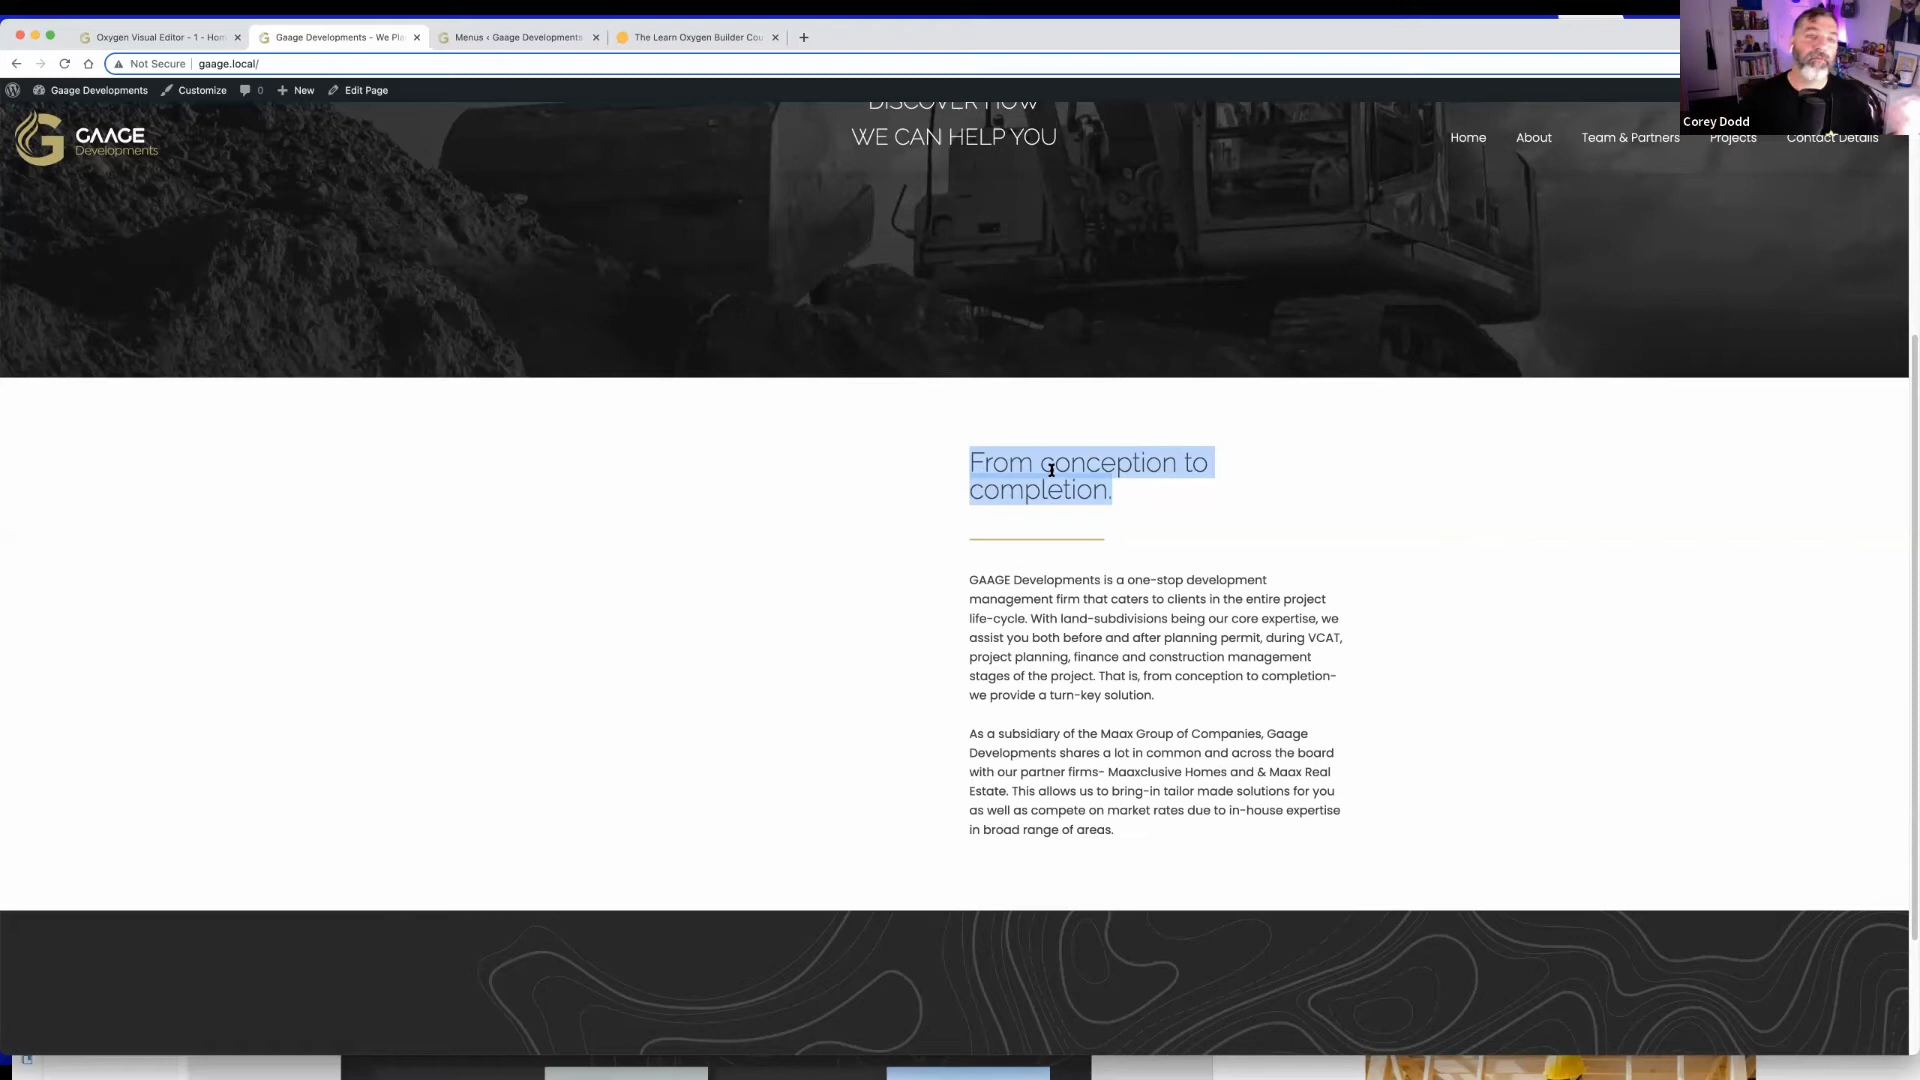 Oxygen Visual Editor - 1 - Hom
Gaage Developments - We Pla
Menus ‹ Gaage Developments
The Learn Oxygen Builder Cou
Not Secure
gaage.local/
Gaage Developments
Customize
0
New
Edit Page
Corey Dodd
GAAGE
Developments
DISCOVER HOW
WE CAN HELP YOU
Home
About
Team & Partners
Projects
Contact Details
From conception to
completion.
GAAGE Developments is a one-stop development
management firm that caters to clients in the entire project
life-cycle. With land-subdivisions being our core expertise, we
assist you both before and after planning permit, during VCAT,
project planning, finance and construction management
stages of the project. That is, from conception to completion-
we provide a turn-key solution.
As a subsidiary of the Maax Group of Companies, Gaage
Developments shares a lot in common and across the board
with our partner firms- Maaxclusive Homes and & Maax Real
Estate. This allows us to bring-in tailor made solutions for you
as well as compete on market rates due to in-house expertise
in broad range of areas.